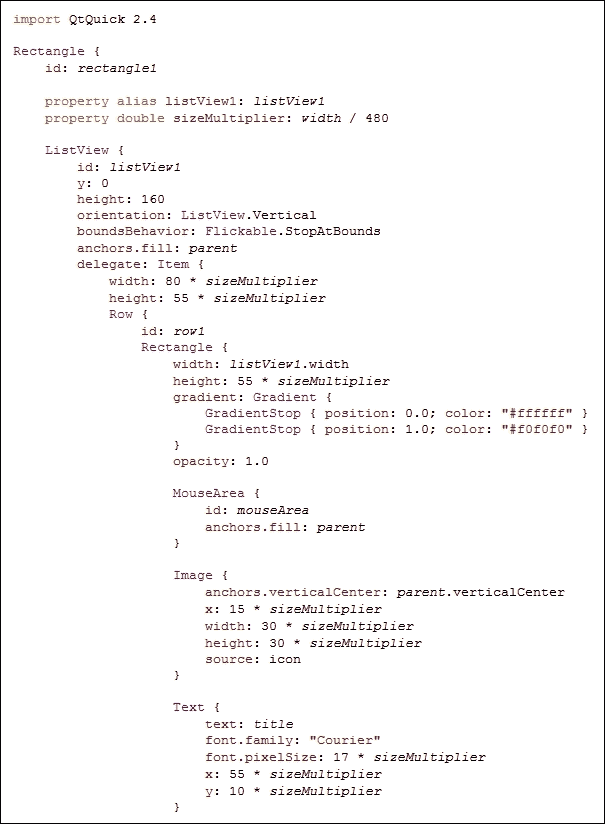 import QtQuick 2.4
Rectangle {
id: rectangle1
property alias listView1: listView1
property double sizeMultiplier: width / 480
ListView {
id: listView1
y: 0
height: 160
orientation: ListView.Vertical
boundsBehavior: Flickable.StopAtBounds
anchors.fill: parent
delegate: Item {
width: 80 * sizeMultiplier
height: 55 * sizeMultiplier
Row {
id: row1
Rectangle {
width: listView1.width
height: 55 * sizeMultiplier
gradient: Gradient {
GradientStop { position: 0.0; color: "#ffffff" }
GradientStop { position: 1.0; color: "#f0f0f0" }
}
opacity: 1.0
MouseArea {
id: mouseArea
anchors.fill: parent
}
Image {
anchors.verticalCenter: parent.verticalCenter
x: 15 * sizeMultiplier
width: 30 * sizeMultiplier
height: 30 * sizeMultiplier
source: icon
}
Text {
text: title
font.family: "Courier"
font.pixelSize: 17 * sizeMultiplier
x: 55 * sizeMultiplier
y: 10 * sizeMultiplier
}